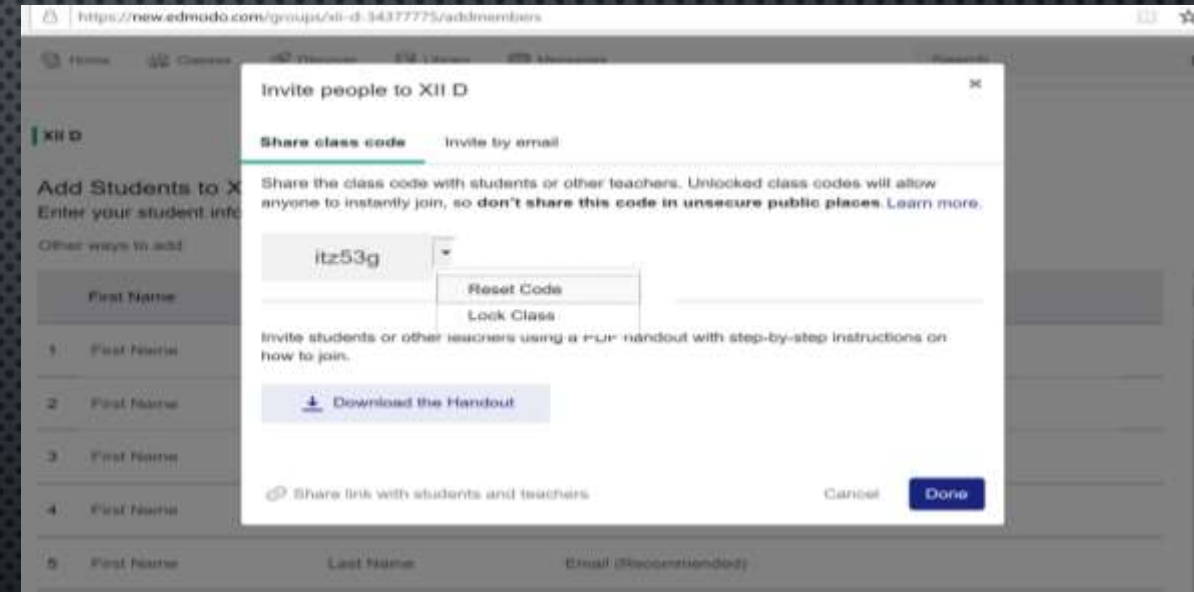 https://new.edmodo.com/groups/xii-d-34377775/addmembers
Home Classes Discover Library Messages Search
Invite people to XII D
XII D
Share class code Invite by email
Add Students to X
Enter your student info
Other ways to add
Share the class code with students or other teachers. Unlocked class codes will allow
anyone to instantly join, so don't share this code in unsecure public places. Learn more.
itz53g
Reset Code
Lock Class
First Name
Invite students or other teachers using a PDF handout with step-by-step instructions on
how to join.
1 First Name
Download the Handout
2 First Name
3 First Name
Share link with students and teachers Cancel Done
4 First Name
5 First Name Last Name Email (Recommended)